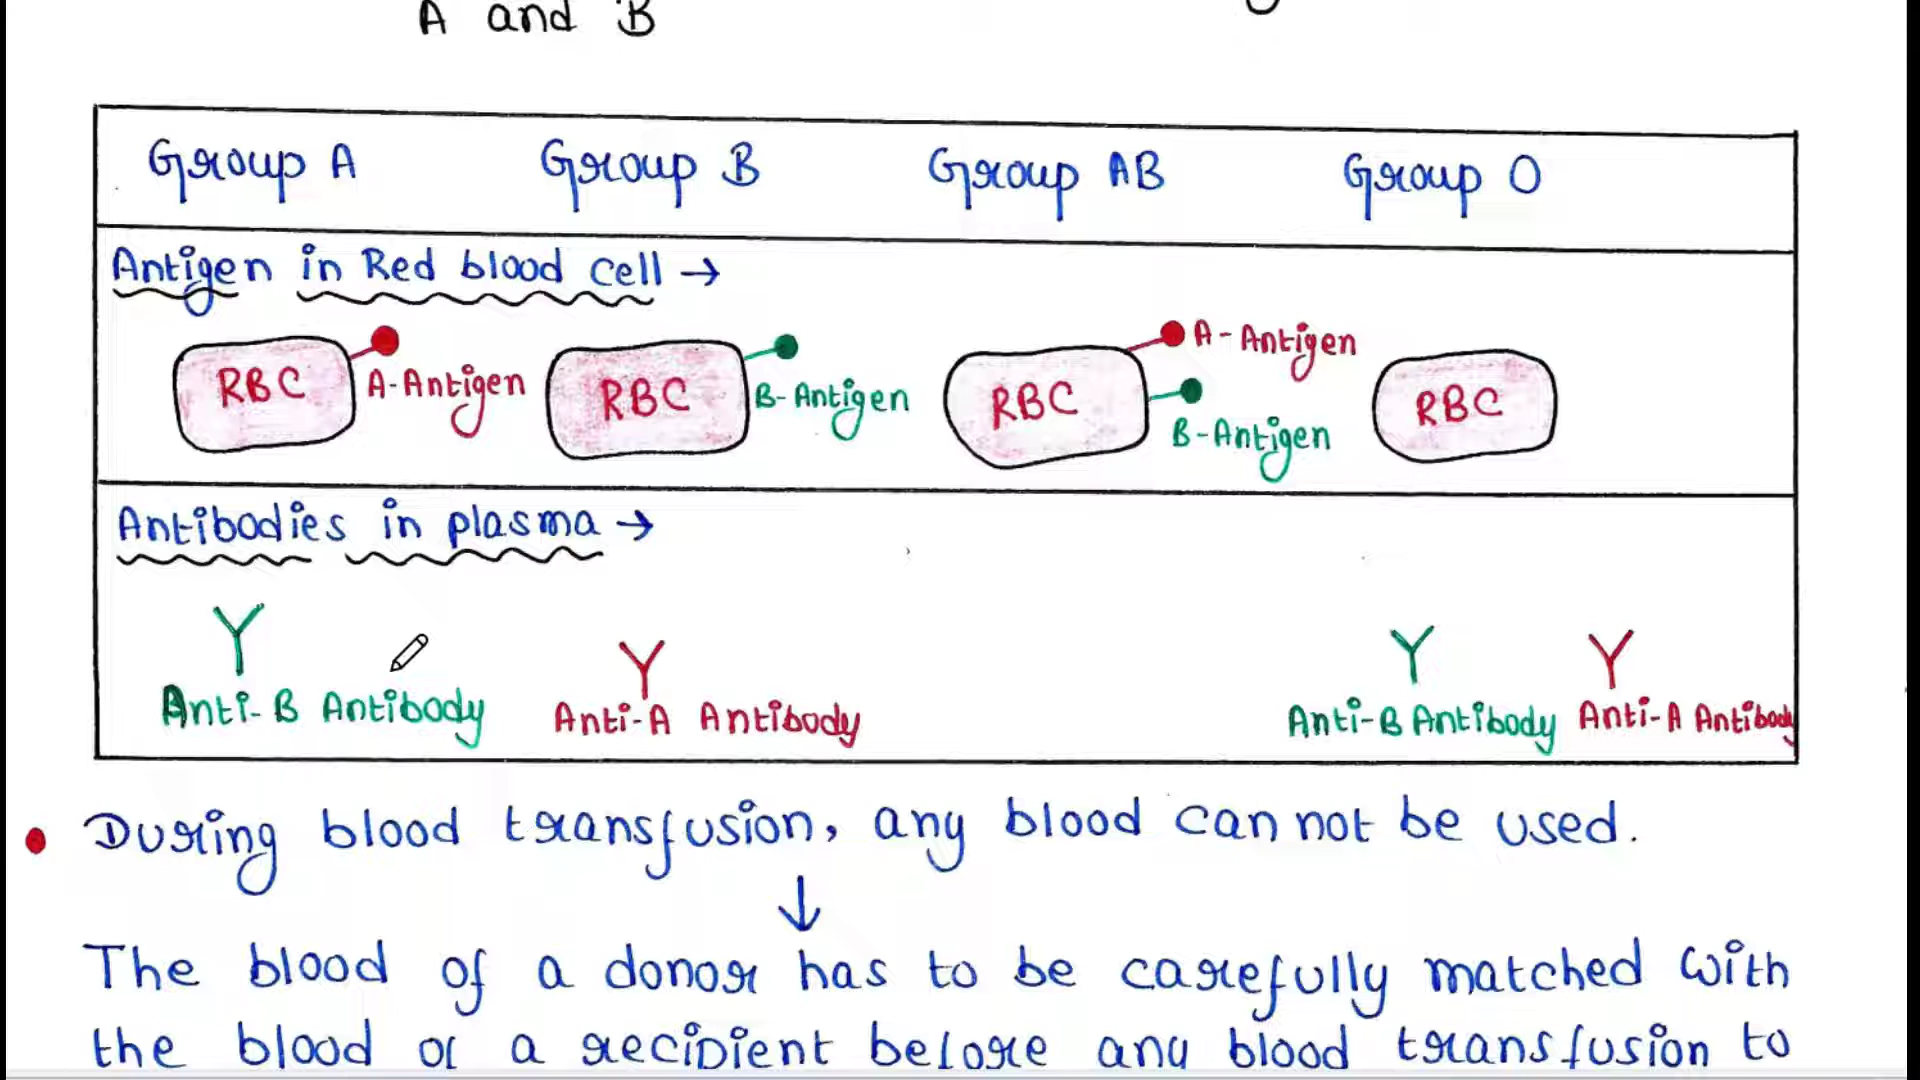 A and B
Group A Group B Group AB Group O
Antigen in Red blood cell →
RBC A-Antigen RBC B-Antigen RBC A-Antigen B-Antigen RBC
Antibodies in plasma →
Anti-B Antibody Anti-A Antibody Anti-B Antibody Anti-A Antibody
• During blood transfusion, any blood can not be used.
↓
The blood of a donor has to be carefully matched with
the blood of a recipient before any blood transfusion to